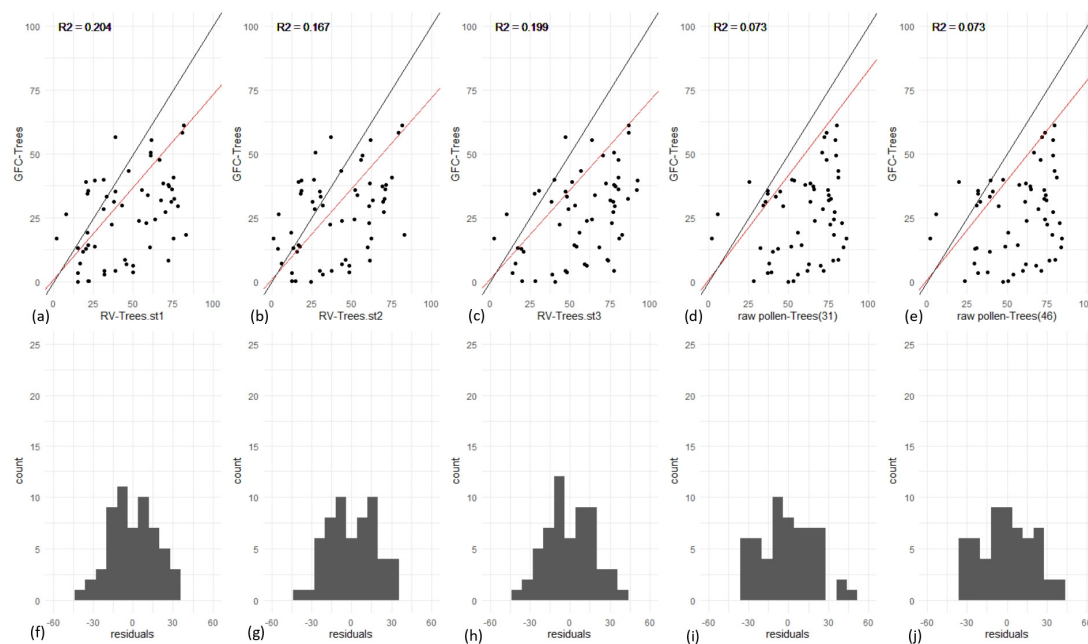 R2 = 0.204
R2 = 0.167
R2 = 0.199
R2 = 0.073
R2 = 0.073
GFC-Trees
100
75
50
25
0
GFC-Trees
100
75
50
25
0
GFC-Trees
100
75
50
25
0
GFC-Trees
100
75
50
25
0
GFC-Trees
100
75
50
25
0
0 25 50 75 100
0 25 50 75 100
0 25 50 75 100
0 25 50 75 100
0 25 50 75 100
(a) RV-Trees.st1
(b) RV-Trees.st2
(c) RV-Trees.st3
(d) raw pollen-Trees(31)
(e) raw pollen-Trees(46)
count
25
20
15
10
5
0
count
25
20
15
10
5
0
count
25
20
15
10
5
0
count
25
20
15
10
5
0
count
25
20
15
10
5
0
-60 -30 0 30 60
-60 -30 0 30 60
-60 -30 0 30 60
-60 -30 0 30 60
-60 -30 0 30 60
(f) residuals
(g) residuals
(h) residuals
(i) residuals
(j) residuals